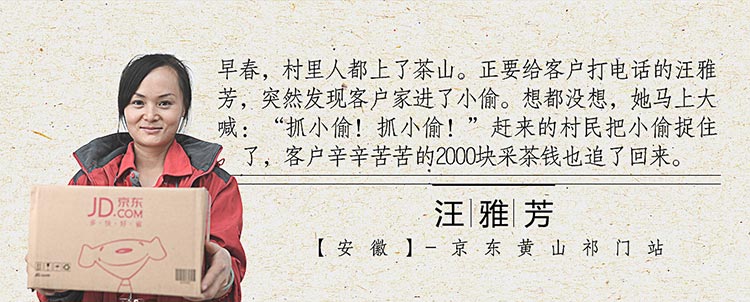 早春，村里人都上了茶山。正要给客户打电话的汪雅
芳，突然发现客户家进了小偷。想都没想，她马上大
喊：“抓小偷！抓小偷！”赶来的村民把小偷捉住
了，客户辛辛苦苦的2000块采茶钱也追了回来。
汪|雅|芳
【安徽】-京东黄山祁门站
京东
JD.COM
多·快·好·省